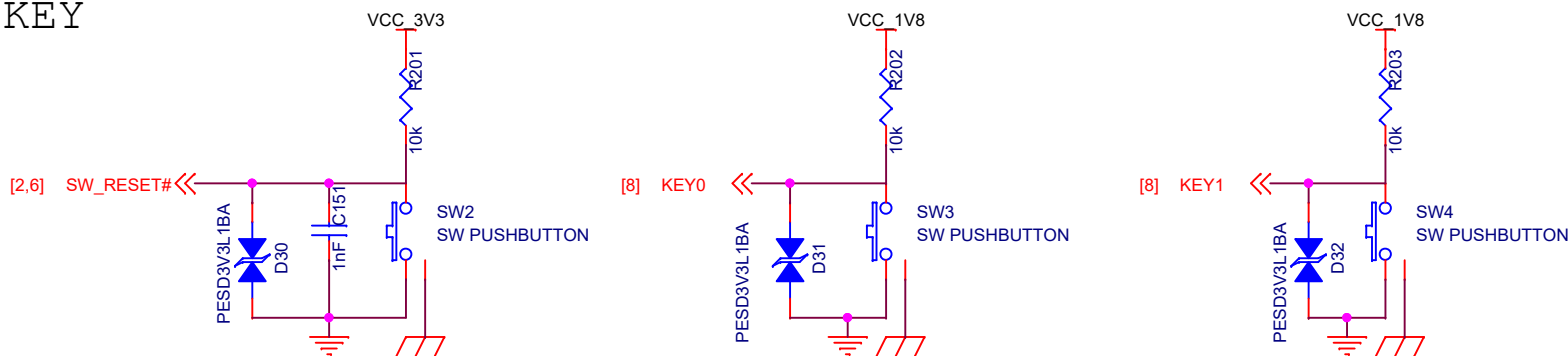 KEY
VCC_3V3
R201
10k
[2,6] SW_RESET#
PESD3V3L1BA
D30
1nF
C151
SW2
SW PUSHBUTTON
VCC_1V8
R202
10k
[8] KEY0
PESD3V3L1BA
D31
SW3
SW PUSHBUTTON
VCC_1V8
R203
10k
[8] KEY1
PESD3V3L1BA
D32
SW4
SW PUSHBUTTON